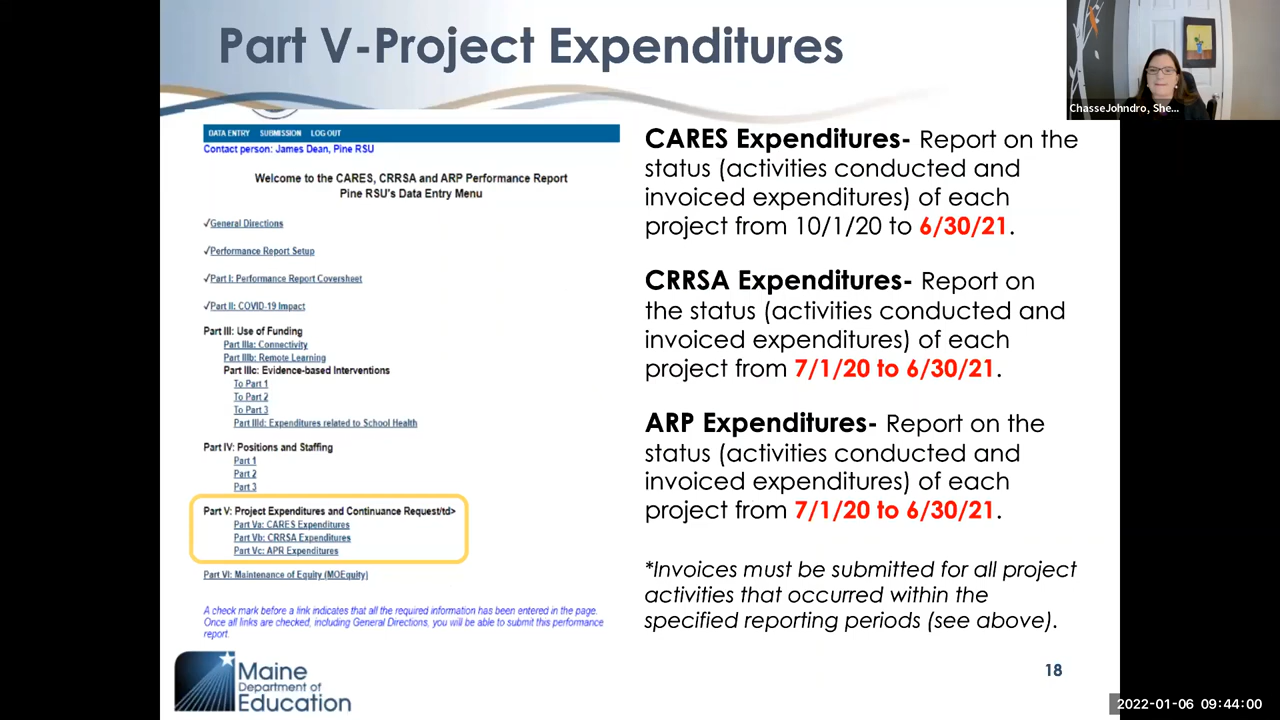 Part V-Project Expenditures
ChasseJohndro, She...
DATA ENTRY SUBMISSION LOG OUT
Contact person: James Dean, Pine RSU
Welcome to the CARES, CRRSA and ARP Performance Report
Pine RSU's Data Entry Menu
✓General Directions
✓Performance Report Setup
✓Part I: Performance Report Coversheet
✓Part II: COVID-19 Impact
Part III: Use of Funding
Part IIIa: Connectivity
Part IIIb: Remote Learning
Part IIIc: Evidence-based Interventions
To Part 1
To Part 2
To Part 3
Part IIId: Expenditures related to School Health
Part IV: Positions and Staffing
Part 1
Part 2
Part 3
Part V: Project Expenditures and Continuance Request/td>
Part Va: CARES Expenditures
Part Vb: CRRSA Expenditures
Part Vc: APR Expenditures
Part VI: Maintenance of Equity (MOEquity)
A check mark before a link indicates that all the required information has been entered in the page.
Once all links are checked, including General Directions, you will be able to submit this performance
report.
CARES Expenditures- Report on the
status (activities conducted and
invoiced expenditures) of each
project from 10/1/20 to 6/30/21.
CRRSA Expenditures- Report on
the status (activities conducted and
invoiced expenditures) of each
project from 7/1/20 to 6/30/21.
ARP Expenditures- Report on the
status (activities conducted and
invoiced expenditures) of each
project from 7/1/20 to 6/30/21.
*Invoices must be submitted for all project
activities that occurred within the
specified reporting periods (see above).
Maine
Department of
Education
18
2022-01-06 09:44:00